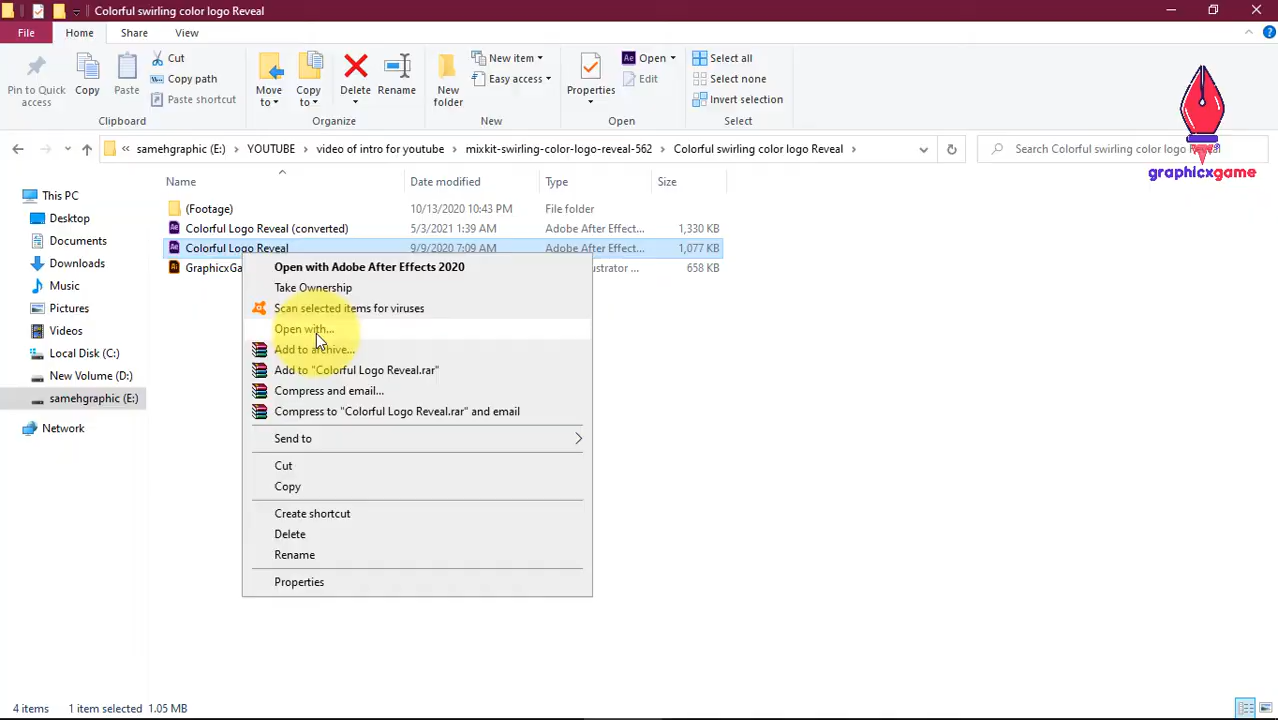 Colorful swirling color logo Reveal
File Home Share View
Pin to Quick access
Copy
Paste
Cut
Copy path
Paste shortcut
Clipboard
Move to
Copy to
Delete
Rename
Organize
New folder
New item
Easy access
New
Properties
Open
Edit
Open
Select all
Select none
Invert selection
Select
« samehgraphic (E:) > YOUTUBE > video of intro for youtube > mixkit-swirling-color-logo-reveal-562 > Colorful swirling color logo Reveal >
Search Colorful swirling color logo Reveal
graphicxgame
Name Date modified Type Size
This PC
Desktop
Documents
Downloads
Music
Pictures
Videos
Local Disk (C:)
New Volume (D:)
samehgraphic (E:)
Network
(Footage) 10/13/2020 10:43 PM File folder
Colorful Logo Reveal (converted) 5/3/2021 1:39 AM Adobe After Effect... 1,330 KB
Colorful Logo Reveal 9/9/2020 7:09 AM Adobe After Effect... 1,077 KB
GraphicxGa ustrator ... 658 KB
Open with Adobe After Effects 2020
Take Ownership
Scan selected items for viruses
Open with...
Add to archive...
Add to "Colorful Logo Reveal.rar"
Compress and email...
Compress to "Colorful Logo Reveal.rar" and email
Send to
Cut
Copy
Create shortcut
Delete
Rename
Properties
4 items 1 item selected 1.05 MB